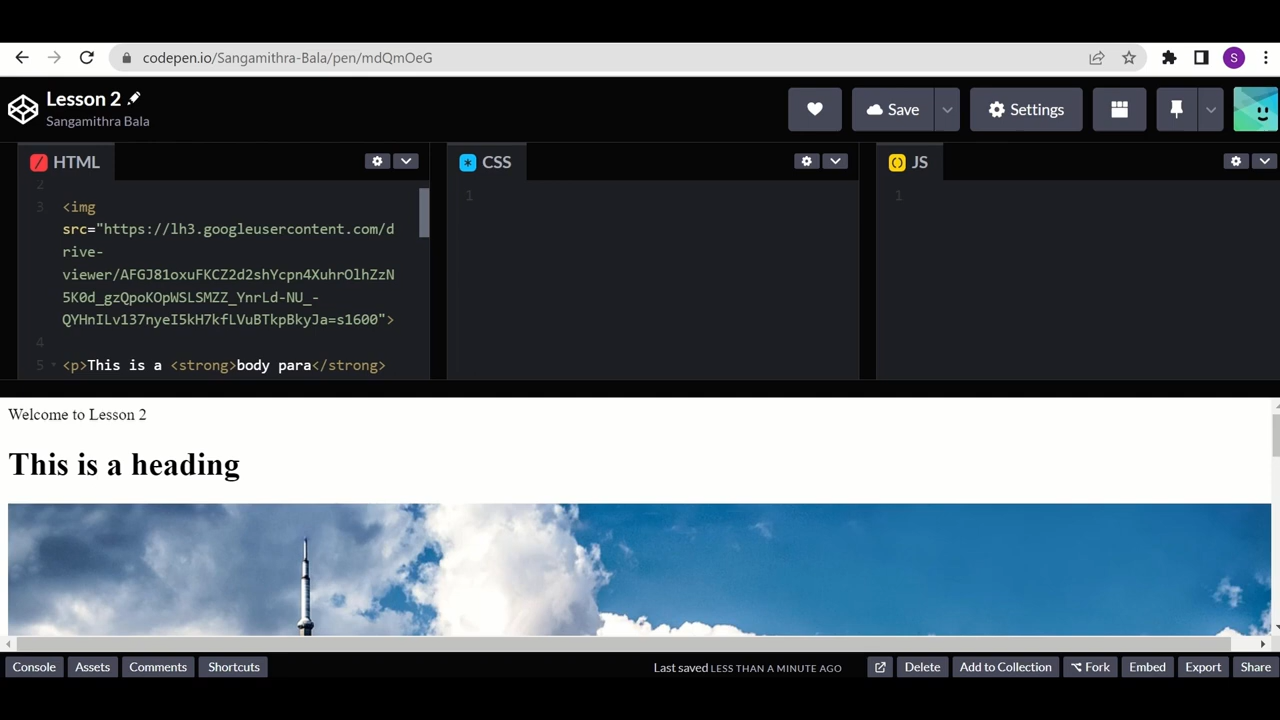 codepen.io/Sangamithra-Bala/pen/mdQmOeG
S
Lesson 2
Sangamithra Bala
Save
Settings
HTML
CSS
JS
2
3 <img
src="https://lh3.googleusercontent.com/d
rive-
viewer/AFGJ81oxuFKCZ2d2shYcpn4XuhrOlhZzN
5K0d_gzQpoKOpWSLSMZZ_YnrLd-NU_-
QYHnILv137nyeI5kH7kfLVuBTkpBkyJa=s1600">
4
5 <p>This is a <strong>body para</strong>
1
1
Welcome to Lesson 2
This is a heading
Console Assets Comments Shortcuts Last saved LESS THAN A MINUTE AGO Delete Add to Collection Fork Embed Export Share